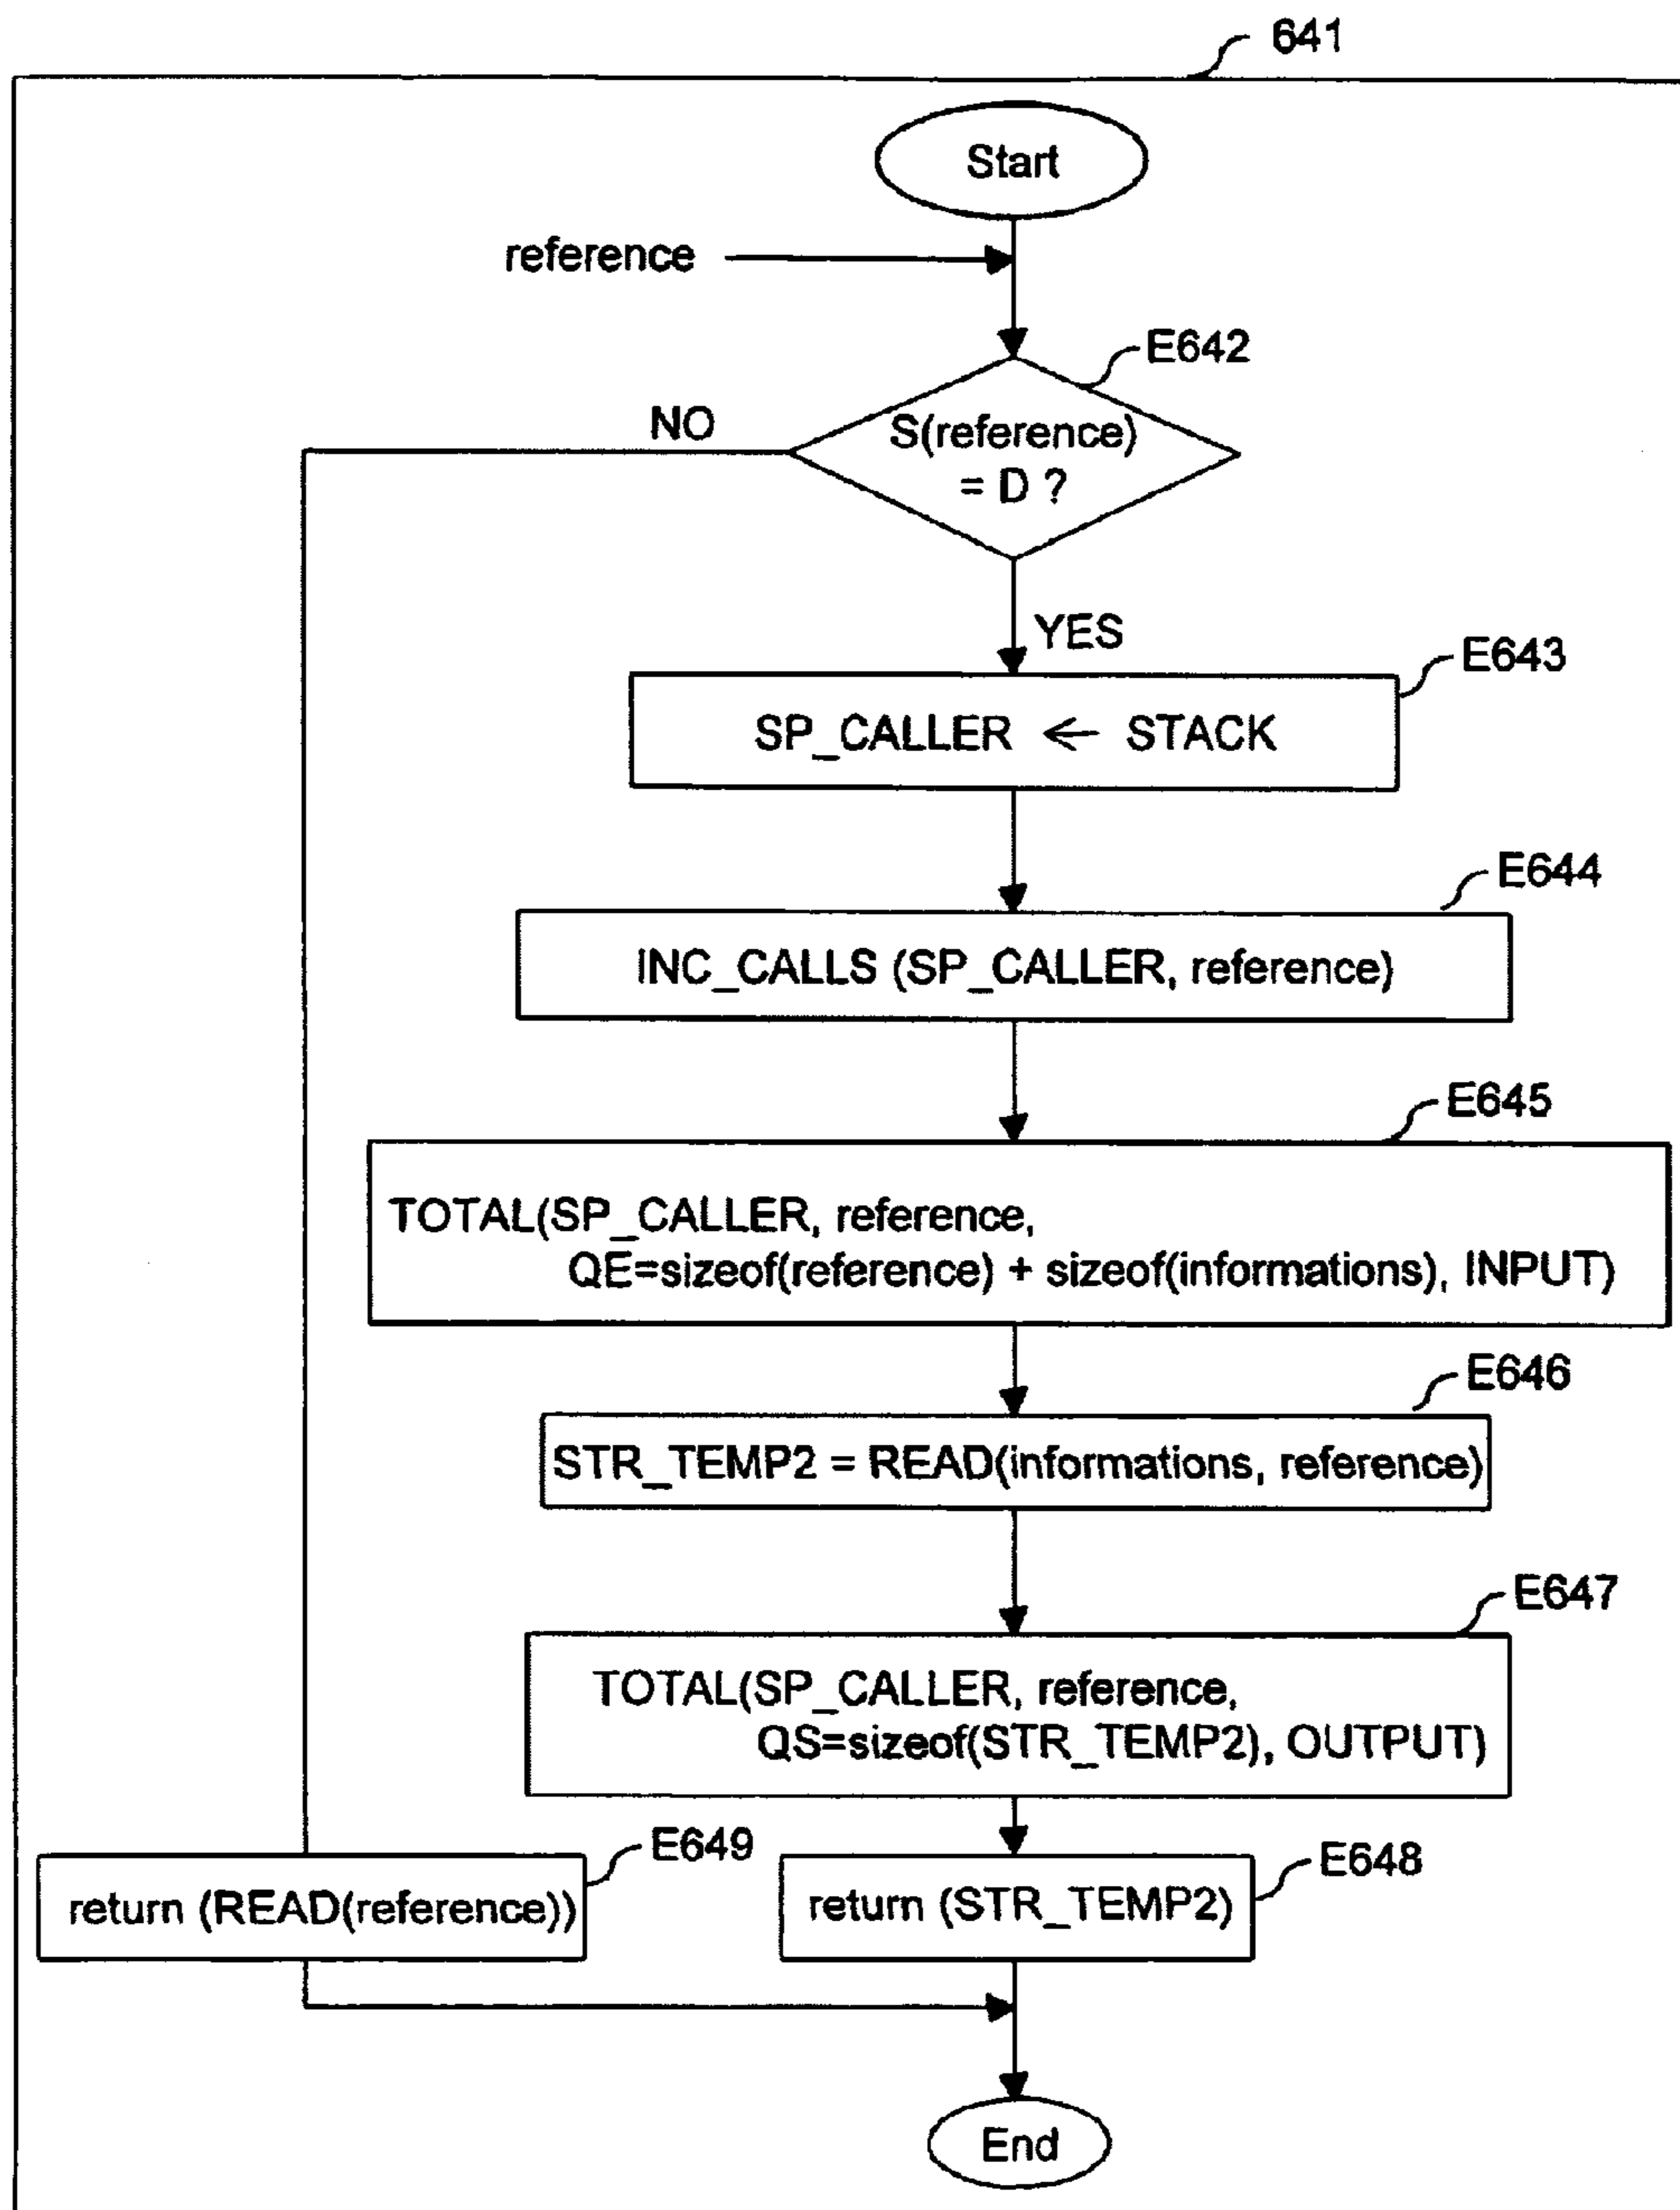 641
Start
reference
E642
NO
S(reference)
= D ?
YES
E643
SP_CALLER ← STACK
E644
INC_CALLS (SP_CALLER, reference)
E645
TOTAL(SP_CALLER, reference,
QE=sizeof(reference) + sizeof(informations), INPUT)
E646
STR_TEMP2 = READ(informations, reference)
E647
TOTAL(SP_CALLER, reference,
QS=sizeof(STR_TEMP2), OUTPUT)
E649
return (READ(reference))
E648
return (STR_TEMP2)
End